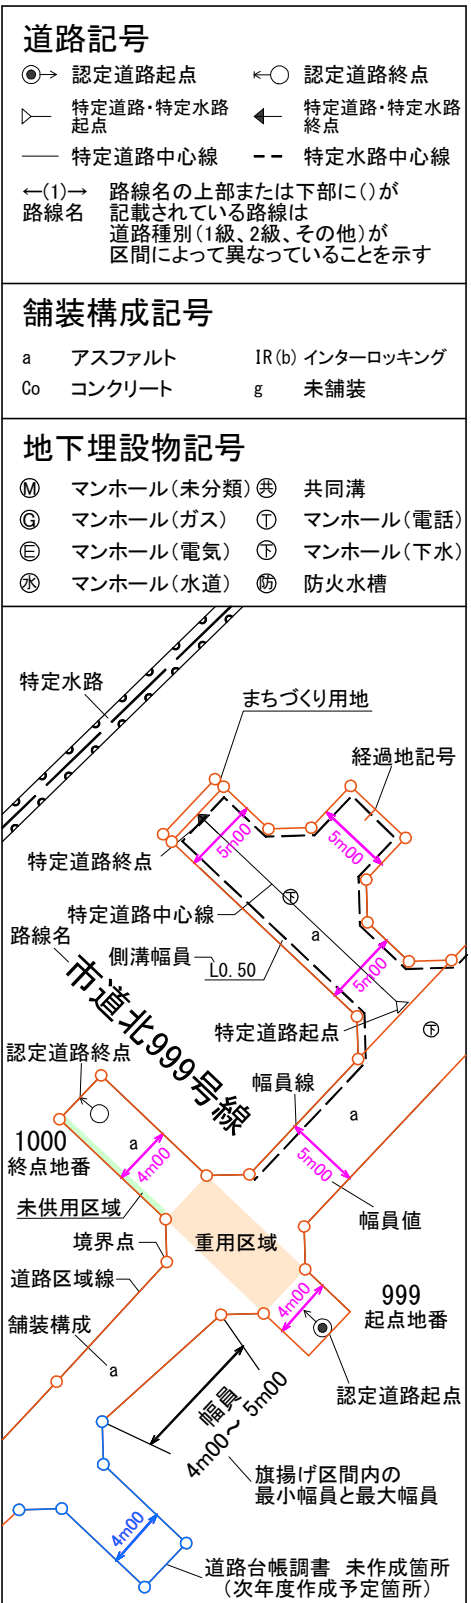 道路記号
認定道路起点
認定道路終点
特定道路・特定水路
起点
特定道路・特定水路
終点
特定道路中心線
特定水路中心線
←(1)→
路線名
路線名の上部または下部に()が
記載されている路線は
道路種別(1級、2級、その他)が
区間によって異なっていることを示す
舗装構成記号
a アスファルト
IR(b) インターロッキング
Co コンクリート
g 未舗装
地下埋設物記号
Ⓜ マンホール(未分類)
㊓ 共同溝
Ⓖ マンホール(ガス)
Ⓣ マンホール(電話)
Ⓔ マンホール(電気)
㊦ マンホール(下水)
㊌ マンホール(水道)
防 防火水槽
特定水路
まちづくり用地
経過地記号
5m00
5m00
特定道路終点
下
特定道路中心線
a
路線名
側溝幅員
L0.50
5m00
市道北999号線
特定道路起点
下
認定道路終点
幅員線
a
1000
終点地番
a
4m00
5m00
未供用区域
幅員値
境界点
重用区域
道路区域線
999
起点地番
4m00
舗装構成
a
認定道路起点
幅員
4m00～5m00
旗揚げ区間内の
最小幅員と最大幅員
4m00
道路台帳調書 未作成箇所
(次年度作成予定箇所)